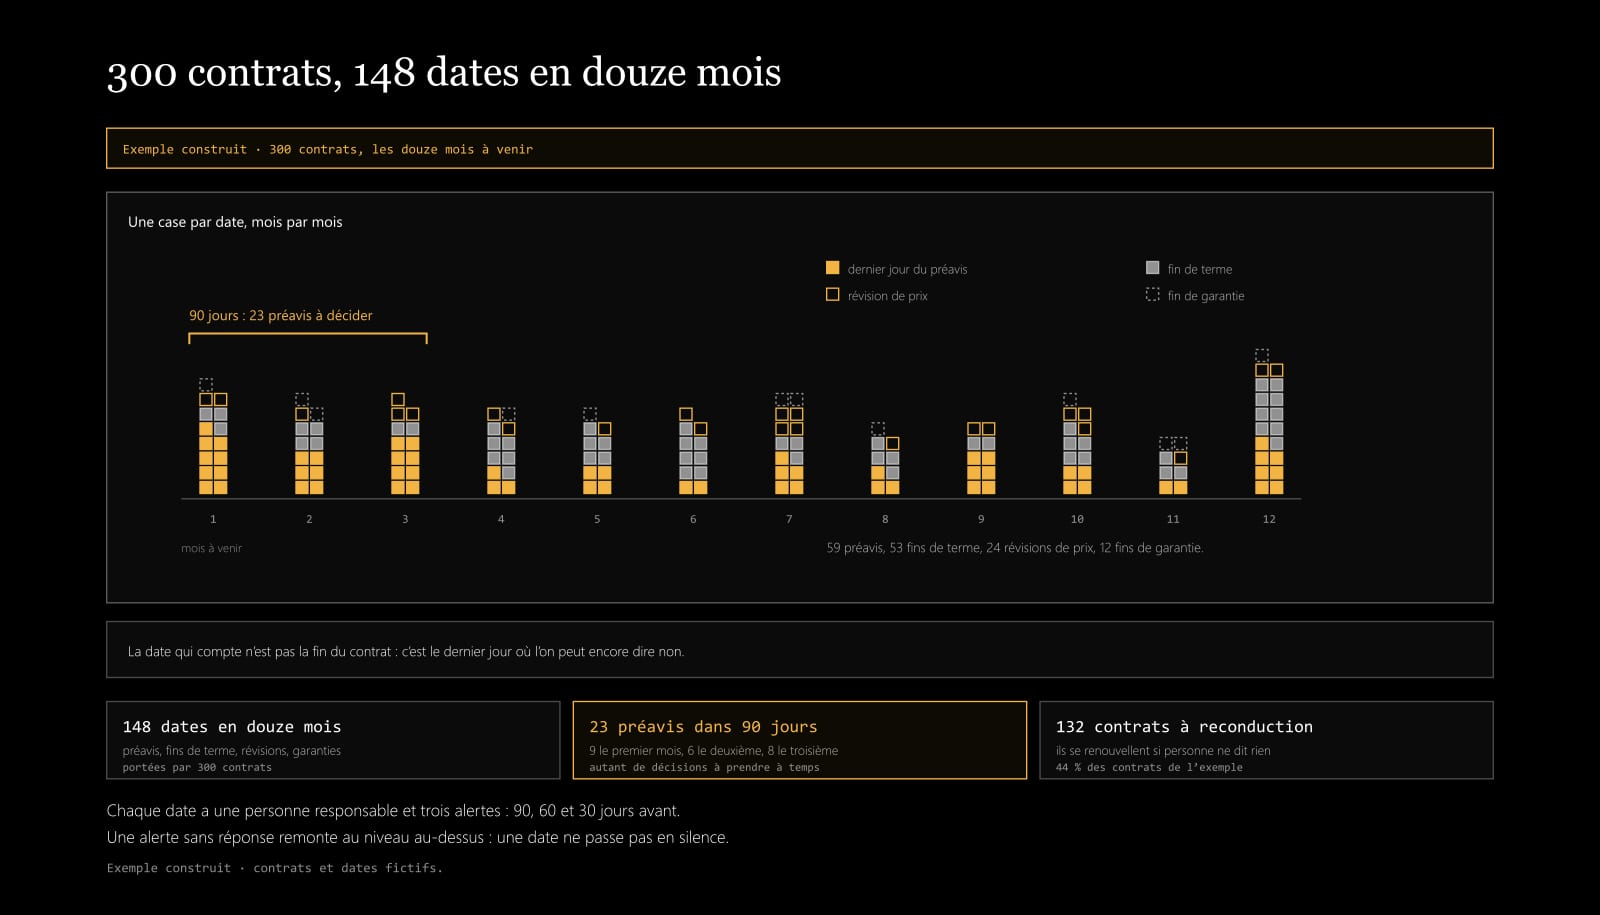 300 contrats, 148 dates en douze mois
Exemple construit · 300 contrats, les douze mois à venir
Une case par date, mois par mois
dernier jour du préavis
fin de terme
révision de prix
fin de garantie
90 jours : 23 préavis à décider
1 2 3 4 5 6 7 8 9 10 11 12
mois à venir
59 préavis, 53 fins de terme, 24 révisions de prix, 12 fins de garantie.
La date qui compte n’est pas la fin du contrat : c’est le dernier jour où l’on peut encore dire non.
148 dates en douze mois
préavis, fins de terme, révisions, garanties
portées par 300 contrats
23 préavis dans 90 jours
9 le premier mois, 6 le deuxième, 8 le troisième
autant de décisions à prendre à temps
132 contrats à reconduction
ils se renouvellent si personne ne dit rien
44 % des contrats de l’exemple
Chaque date a une personne responsable et trois alertes : 90, 60 et 30 jours avant.
Une alerte sans réponse remonte au niveau au-dessus : une date ne passe pas en silence.
Exemple construit · contrats et dates fictifs.